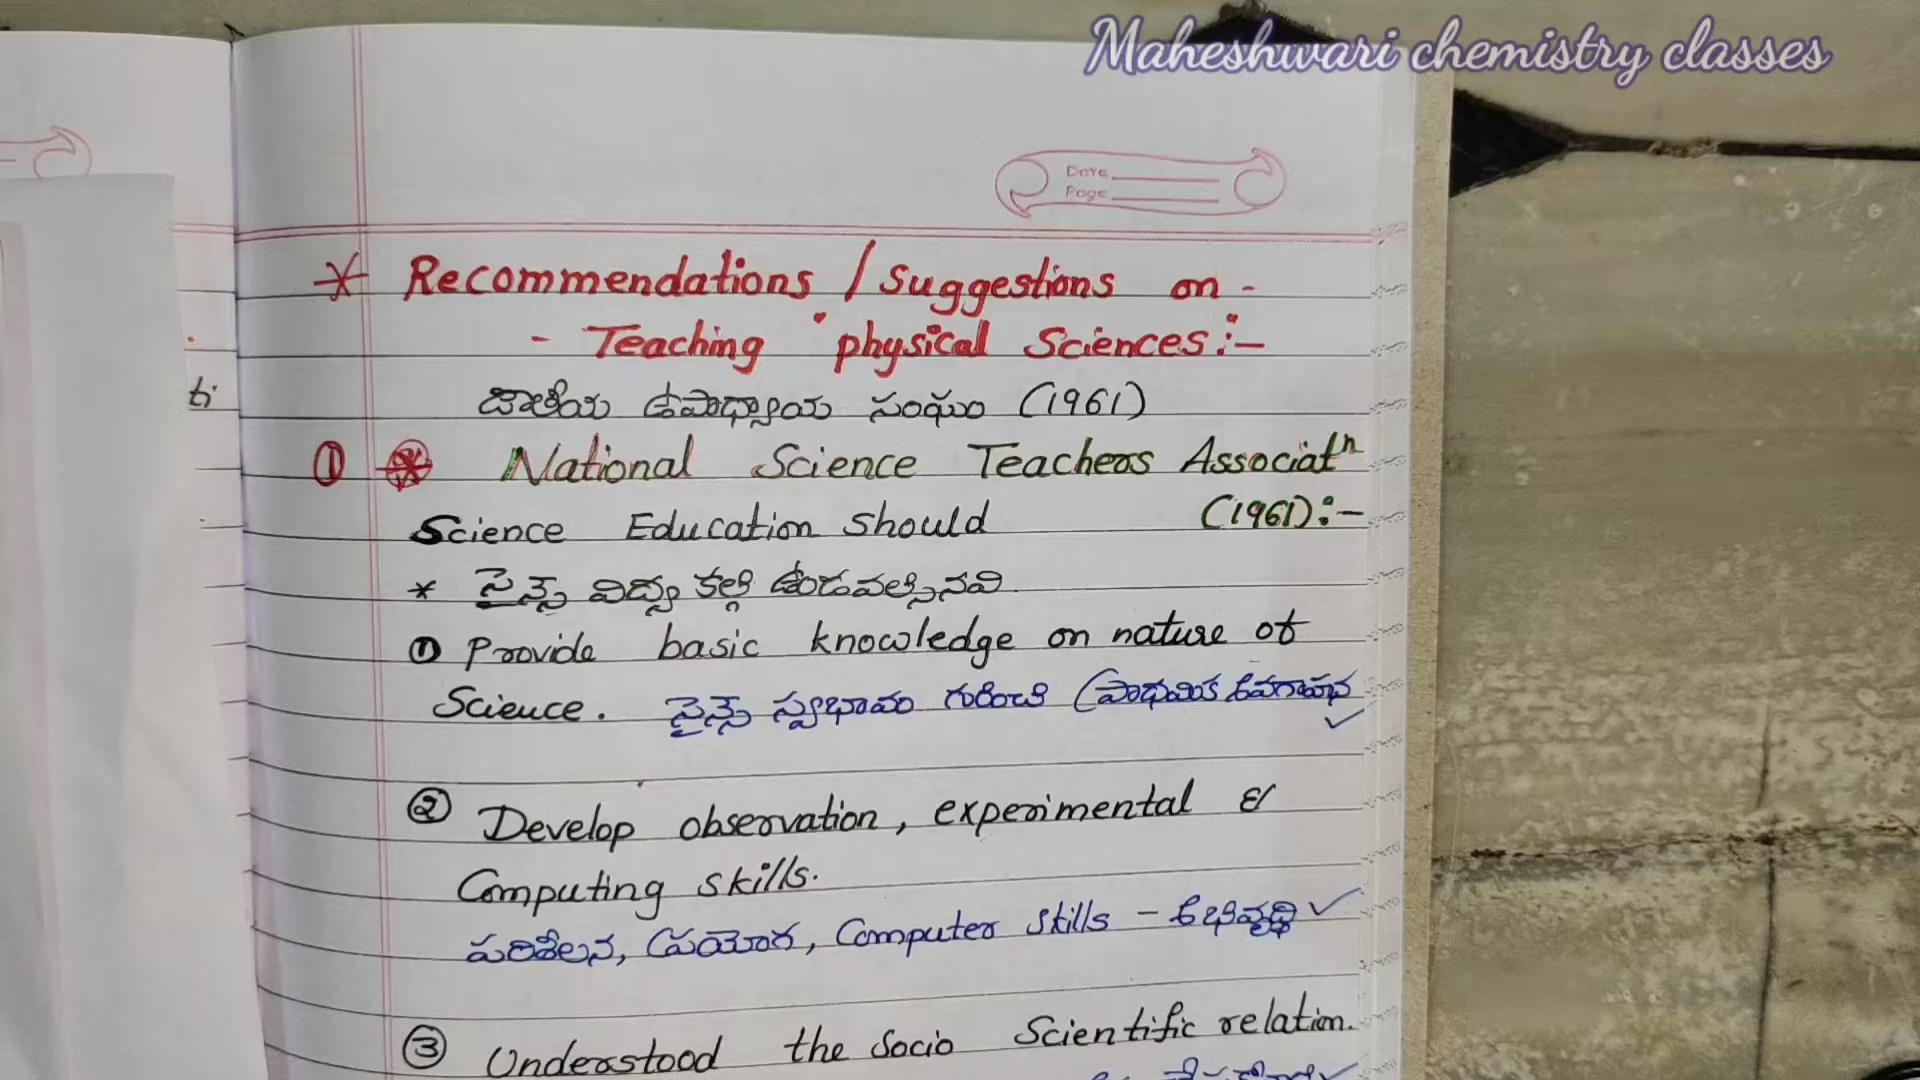 Maheshwari chemistry classes
Date
Page
* Recommendations / Suggestions on -
- Teaching physical Sciences :-
జాతీయ ఉపాధ్యాయ సంఘం (1961)
ti
① * National Science Teachers Associatn
(1961) :-
Science Education should
* సైన్స్ విద్య కల్గి ఉండవల్సినవి
① Provide basic knowledge on nature of
Science. సైన్స్ స్వభావం గురించి ప్రాథమిక అవగాహన ✓
② Develop observation, experimental &
Computing skills.
పరిశీలన, ప్రయోగ, Computer skills - అభివృద్ధి ✓
③ Understood the Socio Scientific relation.